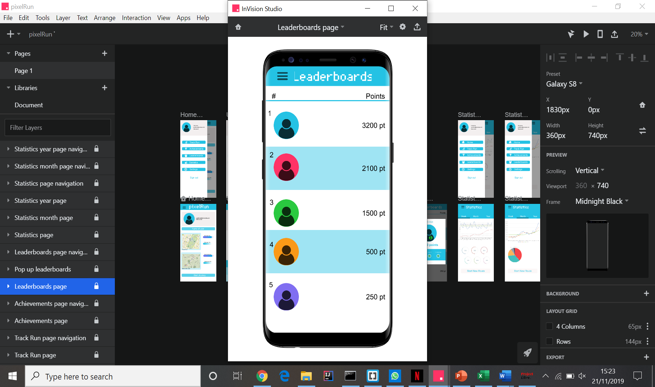 pixelRun
File Edit Tools Layer Text Arrange Interaction View Apps Help
pixelRun*
20%
Pages
Page 1
Libraries
Document
Filter Layers
Statistics year page navig...
Statistics month page navi...
Statistics page navigation
Statistics year page
Statistics month page
Statistics page
Leaderboards page navig...
Pop up leaderboards
Leaderboards page
Achievements page navig...
Achievements page
Track Run page navigation
Track Run page
Home...
Home...
Statist...
Statist...
InVision Studio
Leaderboards page
Fit
Leaderboards
# Points
1 3200 pt
2 2100 pt
3 1500 pt
4 500 pt
5 250 pt
Preset
Galaxy S8
X Y
1830px 0px
Width Height
360px 740px
PREVIEW
Scrolling Vertical
Viewport 360 × 740
Frame Midnight Black
BACKGROUND
LAYOUT GRID
4 Columns 65px
Rows 144px
EXPORT
Type here to search
15:23
21/11/2019